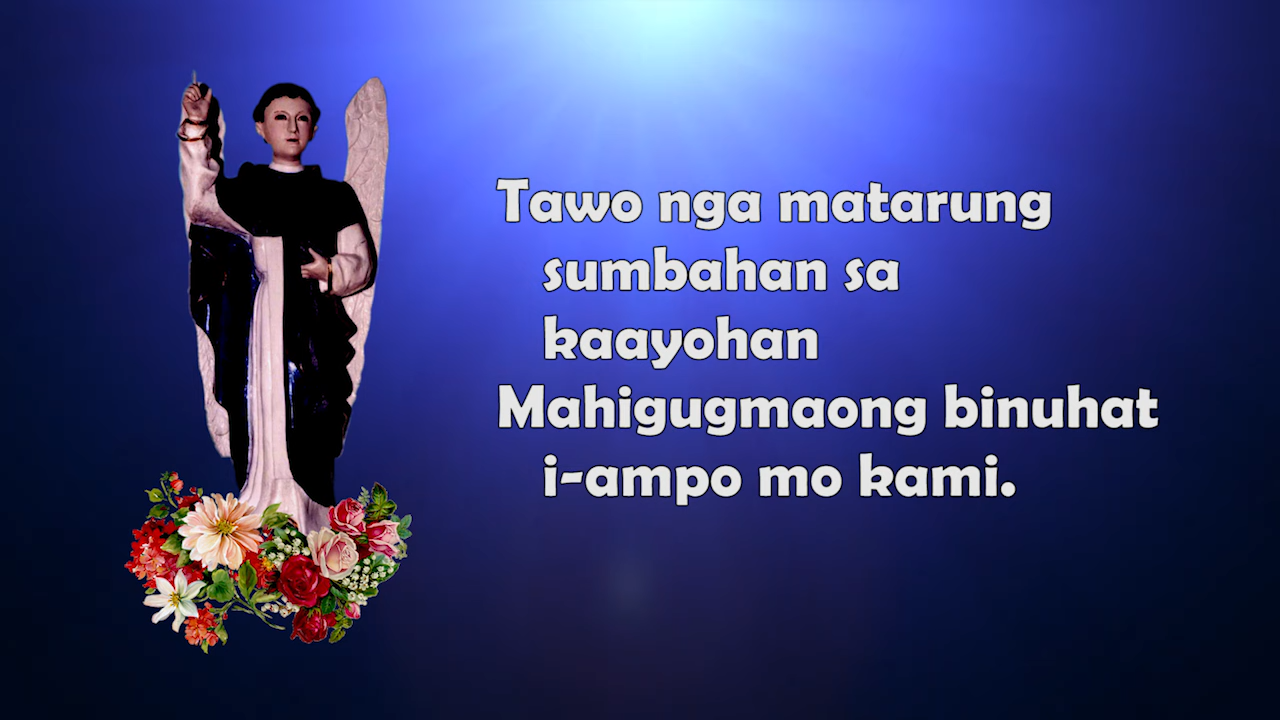 Tawo nga matarung
sumbahan sa
kaayohan
Mahigugmaong binuhat
i-ampo mo kami.